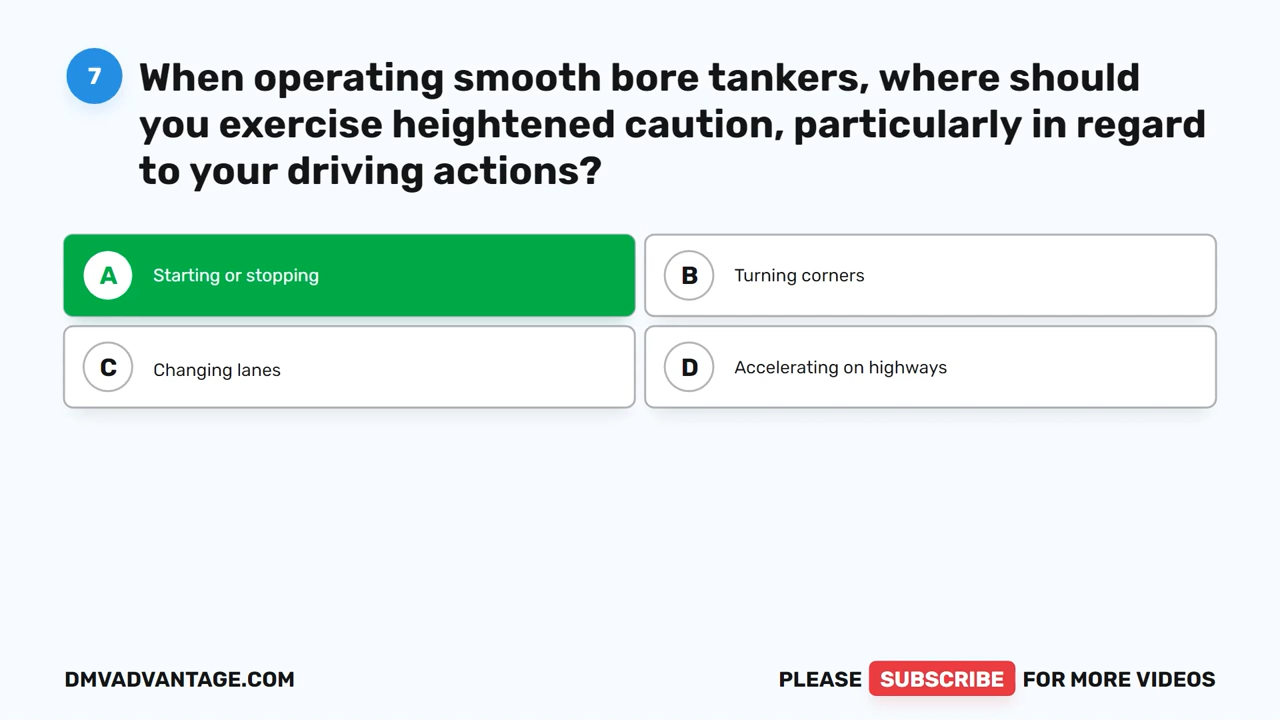 7
When operating smooth bore tankers, where should
you exercise heightened caution, particularly in regard
to your driving actions?
A Starting or stopping
B Turning corners
C Changing lanes
D Accelerating on highways
DMVADVANTAGE.COM
PLEASE SUBSCRIBE FOR MORE VIDEOS